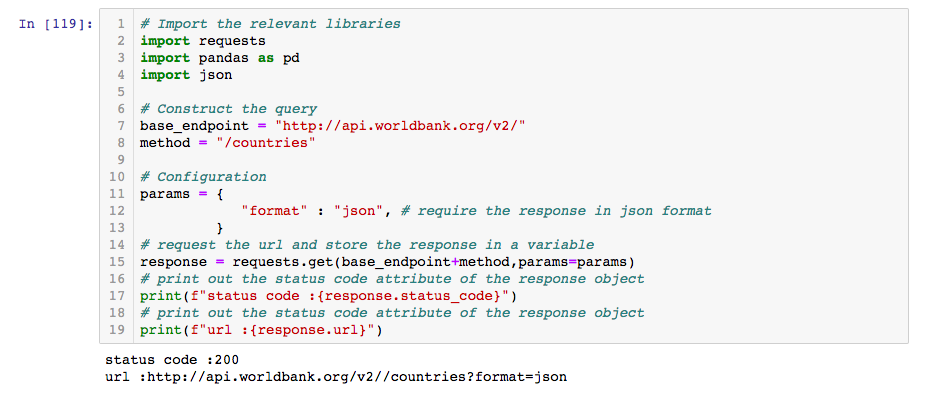 In [119]:
1 # Import the relevant libraries
2 import requests
3 import pandas as pd
4 import json
5
6 # Construct the query
7 base_endpoint = "http://api.worldbank.org/v2/"
8 method = "/countries"
9
10 # Configuration
11 params = {
12             "format" : "json", # require the response in json format
13          }
14 # request the url and store the response in a variable
15 response = requests.get(base_endpoint+method,params=params)
16 # print out the status code attribute of the response object
17 print(f"status code :{response.status_code}")
18 # print out the status code attribute of the response object
19 print(f"url :{response.url}")
status code :200
url :http://api.worldbank.org/v2//countries?format=json